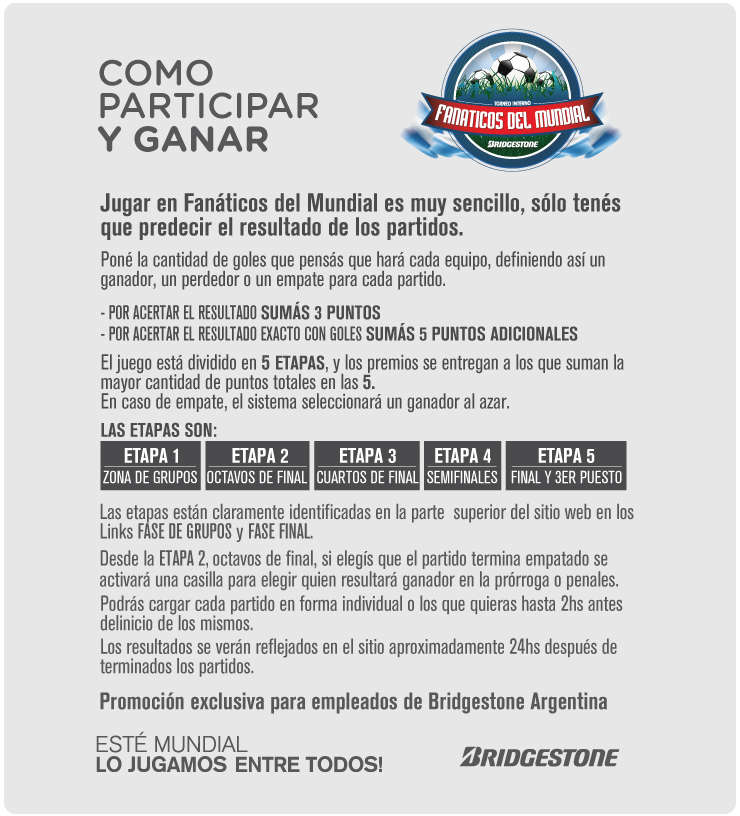 COMO
PARTICIPAR
Y GANAR
TORNEO INTERNO
FANATICOS DEL MUNDIAL
BRIDGESTONE
Jugar en Fanáticos del Mundial es muy sencillo, sólo tenés
que predecir el resultado de los partidos.
Poné la cantidad de goles que pensás que hará cada equipo, definiendo así un
ganador, un perdedor o un empate para cada partido.
- POR ACERTAR EL RESULTADO SUMÁS 3 PUNTOS
- POR ACERTAR EL RESULTADO EXACTO CON GOLES SUMÁS 5 PUNTOS ADICIONALES
El juego está dividido en 5 ETAPAS, y los premios se entregan a los que suman la
mayor cantidad de puntos totales en las 5.
En caso de empate, el sistema seleccionará un ganador al azar.
LAS ETAPAS SON:
ETAPA 1 ETAPA 2 ETAPA 3 ETAPA 4 ETAPA 5
ZONA DE GRUPOS OCTAVOS DE FINAL CUARTOS DE FINAL SEMIFINALES FINAL Y 3ER PUESTO
Las etapas están claramente identificadas en la parte superior del sitio web en los
Links FASE DE GRUPOS y FASE FINAL.
Desde la ETAPA 2, octavos de final, si elegís que el partido termina empatado se
activará una casilla para elegir quien resultará ganador en la prórroga o penales.
Podrás cargar cada partido en forma individual o los que quieras hasta 2hs antes
delinicio de los mismos.
Los resultados se verán reflejados en el sitio aproximadamente 24hs después de
terminados los partidos.
Promoción exclusiva para empleados de Bridgestone Argentina
ESTÉ MUNDIAL
LO JUGAMOS ENTRE TODOS!
BRIDGESTONE